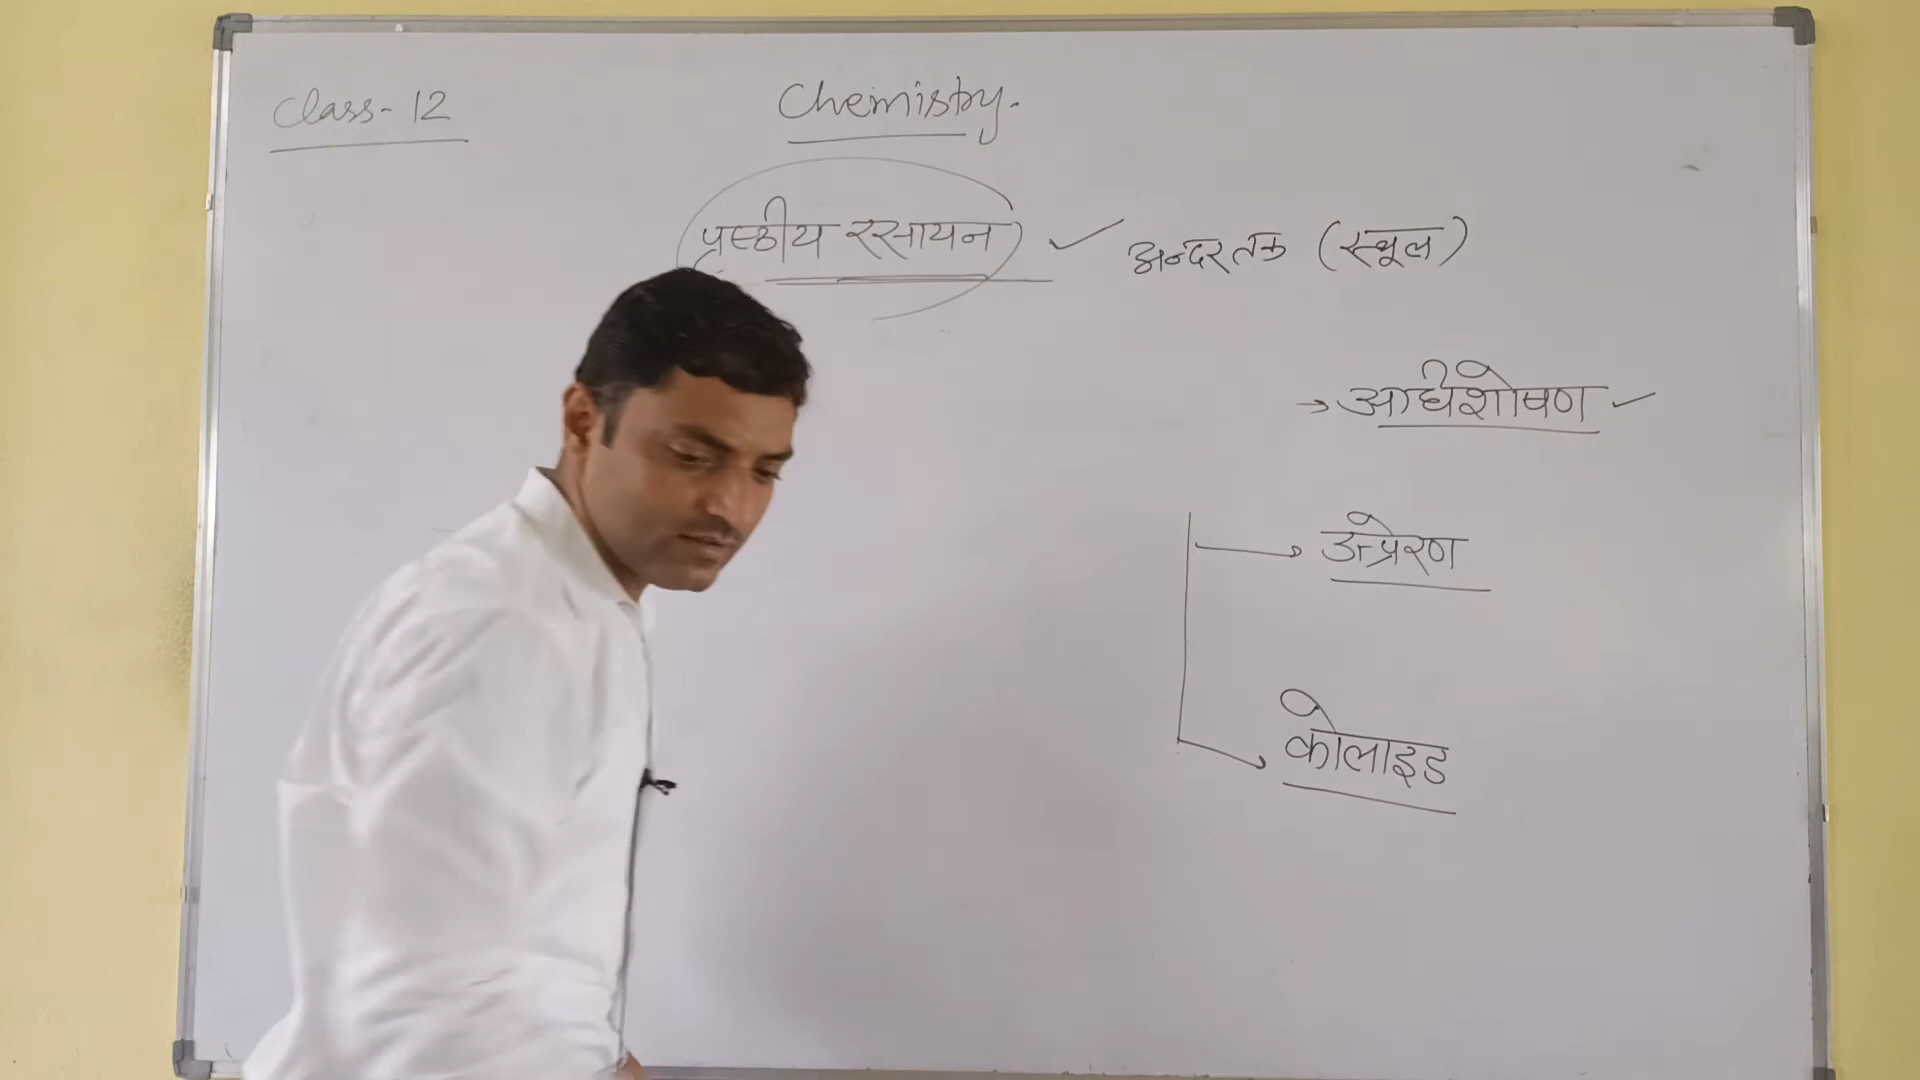 Class- 12
Chemistry.
पृष्ठीय रसायन ✓ अन्दर तक (स्थूल)
→ अधिशोषण ✓
→ उत्प्रेरण
→ कोलाइड